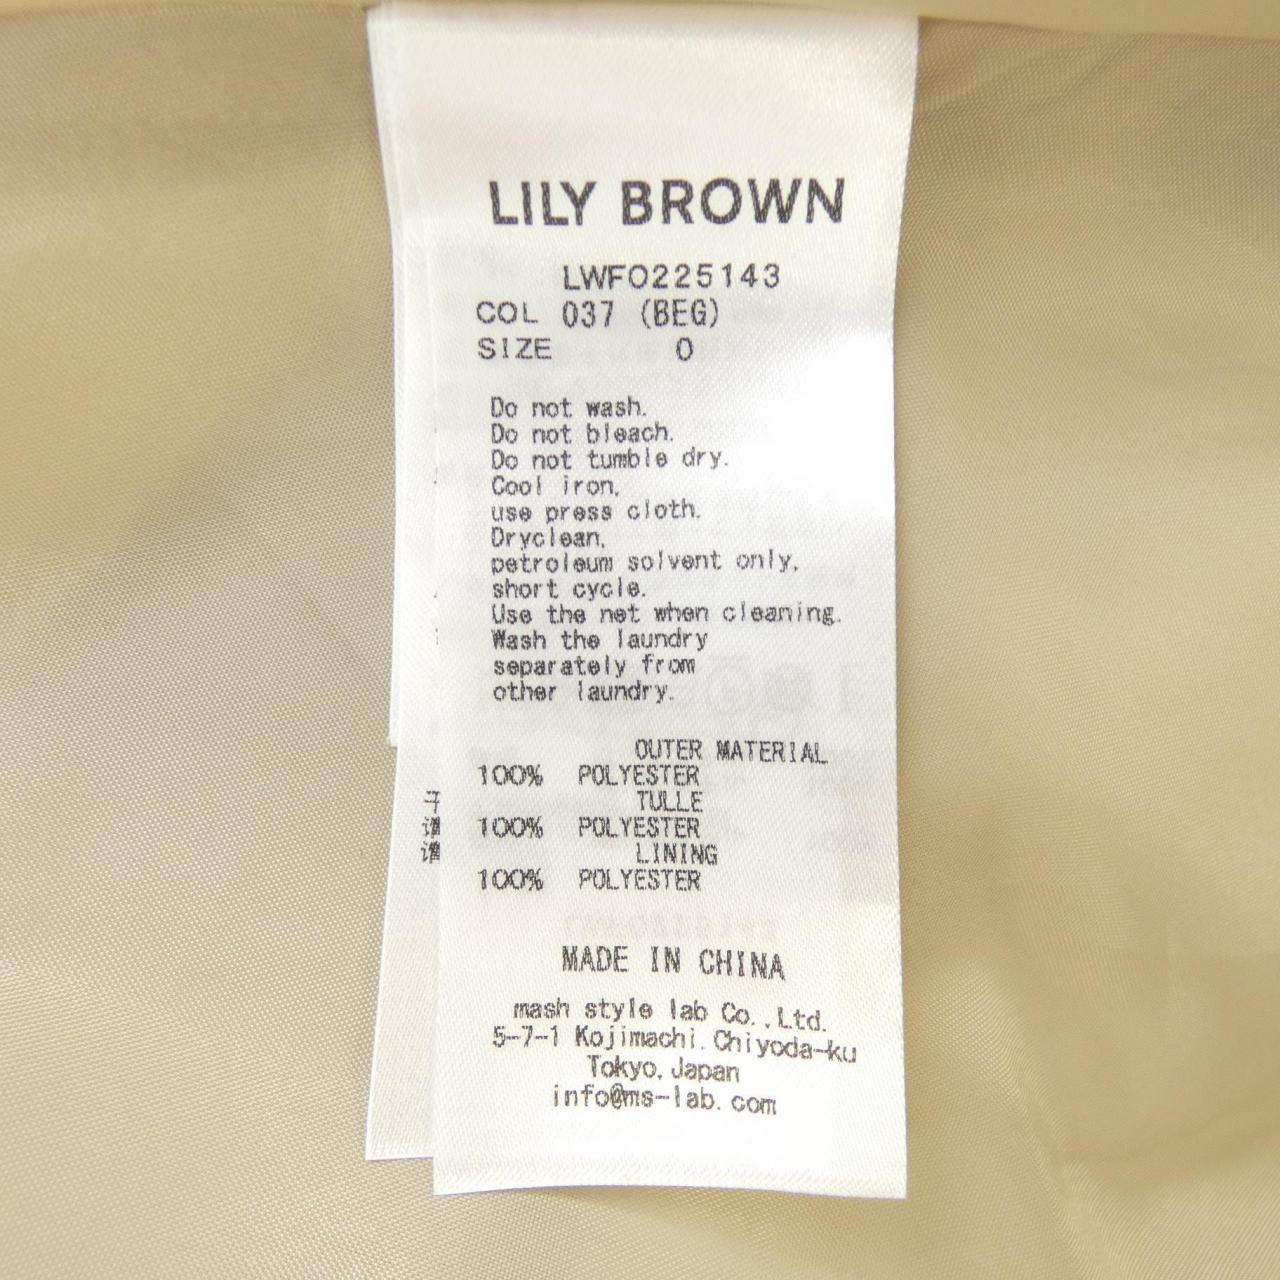 LILY BROWN
LWFO225143
COL 037 (BEG)
SIZE 0
Do not wash.
Do not bleach.
Do not tumble dry.
Cool iron,
use press cloth.
Dryclean,
petroleum solvent only,
short cycle.
Use the net when cleaning.
Wash the laundry
separately from
other laundry.
OUTER MATERIAL
100% POLYESTER
TULLE
100% POLYESTER
LINING
100% POLYESTER
MADE IN CHINA
mash style lab Co.,Ltd.
5-7-1 Kojimachi.Chiyoda-ku
Tokyo,Japan
info@ms-lab.com